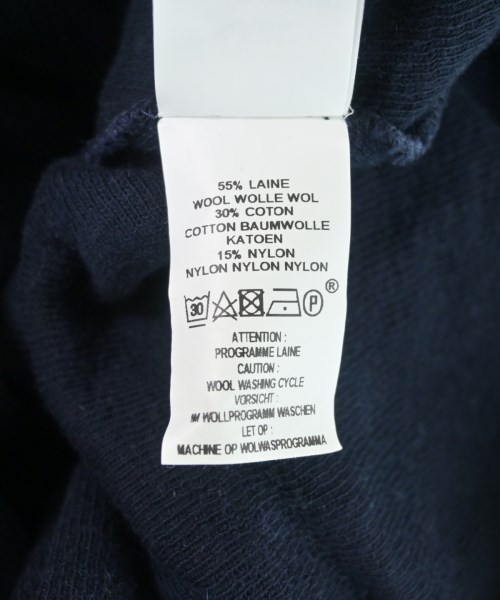 55% LAINE
WOOL WOLLE WOL
30% COTON
COTTON BAUMWOLLE
KATOEN
15% NYLON
NYLON NYLON NYLON
30 P ®
ATTENTION :
PROGRAMME LAINE
CAUTION :
WOOL WASHING CYCLE
VORSICHT :
IM WOLLPROGRAMM WASCHEN
LET OP :
MACHINE OP WOLWASPROGRAMMA